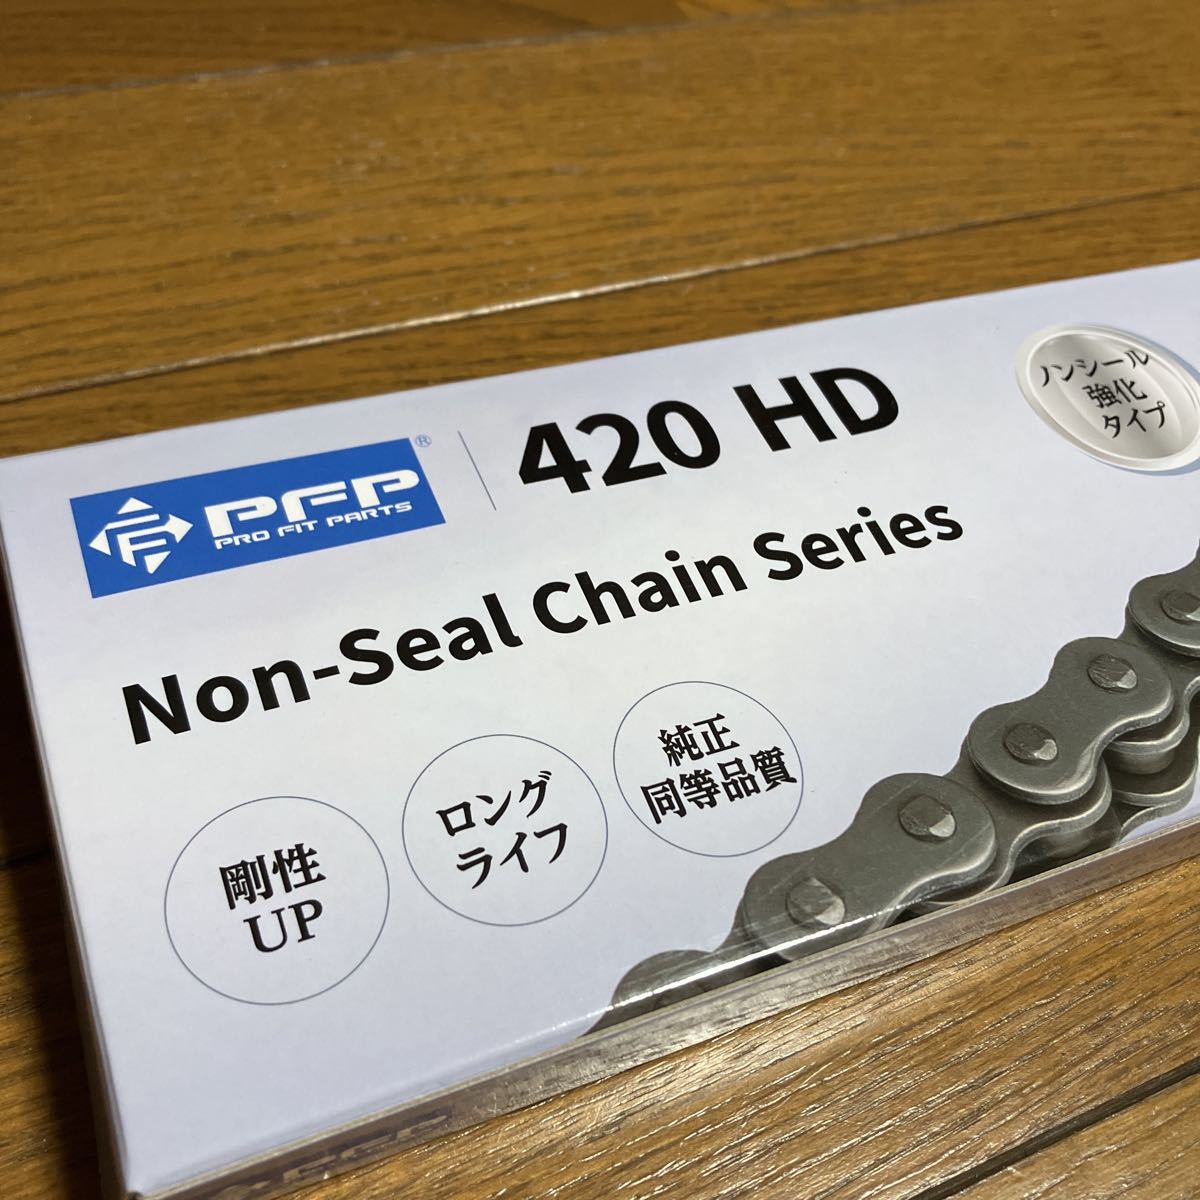 PFP®
PRO FIT PARTS
420 HD
ノンシール
強化
タイプ
Non-Seal Chain Series
剛性
UP
ロング
ライフ
純正
同等品質